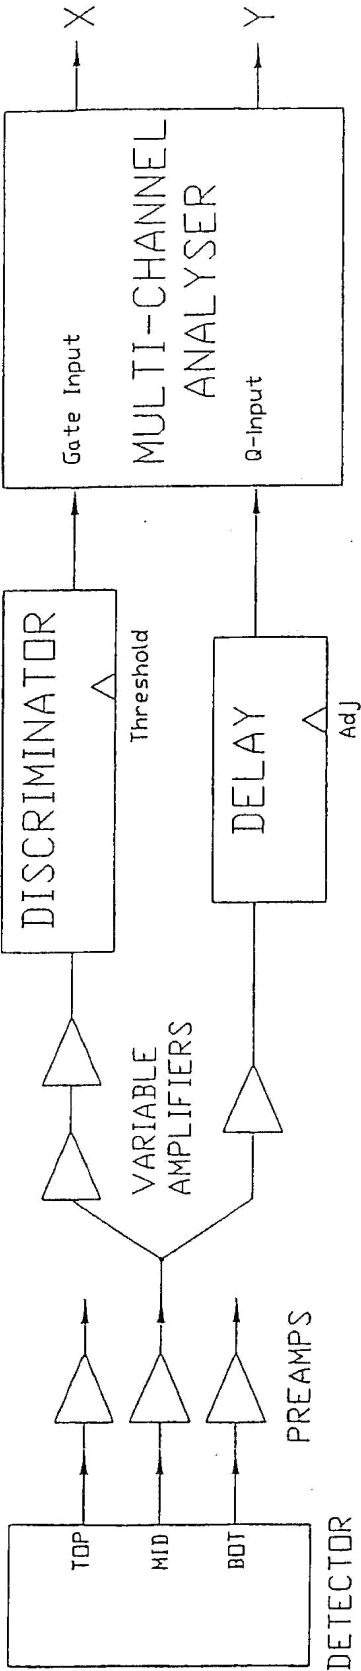 DETECTOR
TOP
MID
BOT
PREAMPS
VARIABLE
AMPLIFIERS
DISCRIMINATOR
Threshold
DELAY
Adj
Gate Input
MULTI-CHANNEL
ANALYSER
Q-Input
X
Y